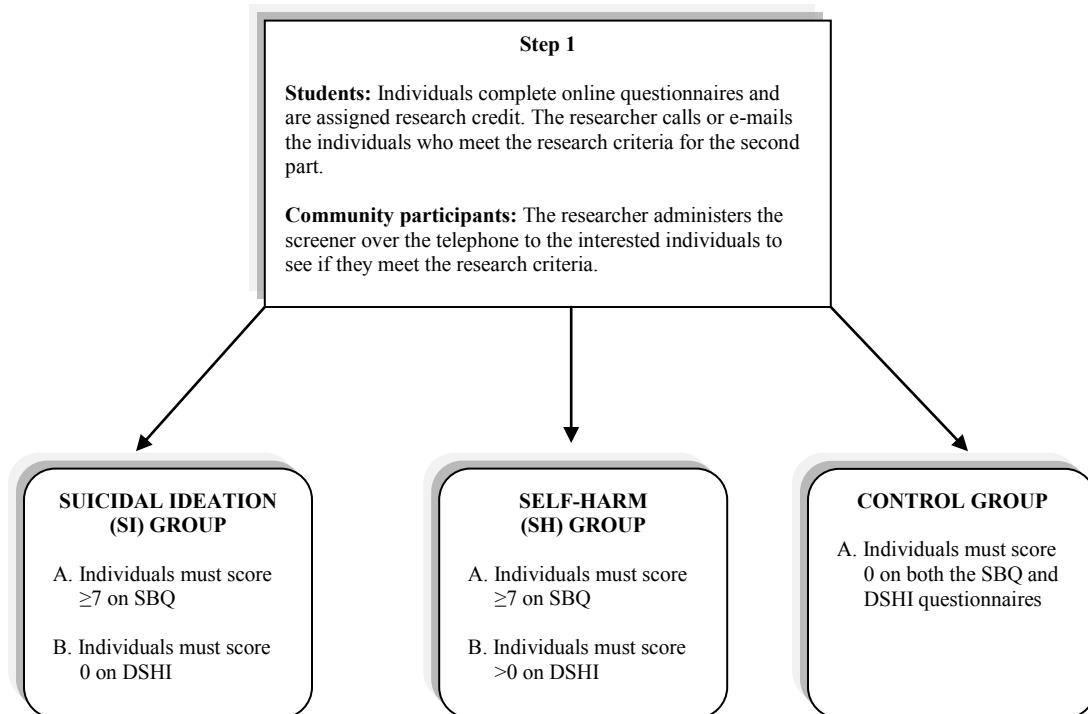 Step 1
Students: Individuals complete online questionnaires and
are assigned research credit. The researcher calls or e-mails
the individuals who meet the research criteria for the second
part.
Community participants: The researcher administers the
screener over the telephone to the interested individuals to
see if they meet the research criteria.
SUICIDAL IDEATION
(SI) GROUP
A. Individuals must score
≥7 on SBQ
B. Individuals must score
0 on DSHI
SELF-HARM
(SH) GROUP
A. Individuals must score
≥7 on SBQ
B. Individuals must score
>0 on DSHI
CONTROL GROUP
A. Individuals must score
0 on both the SBQ and
DSHI questionnaires